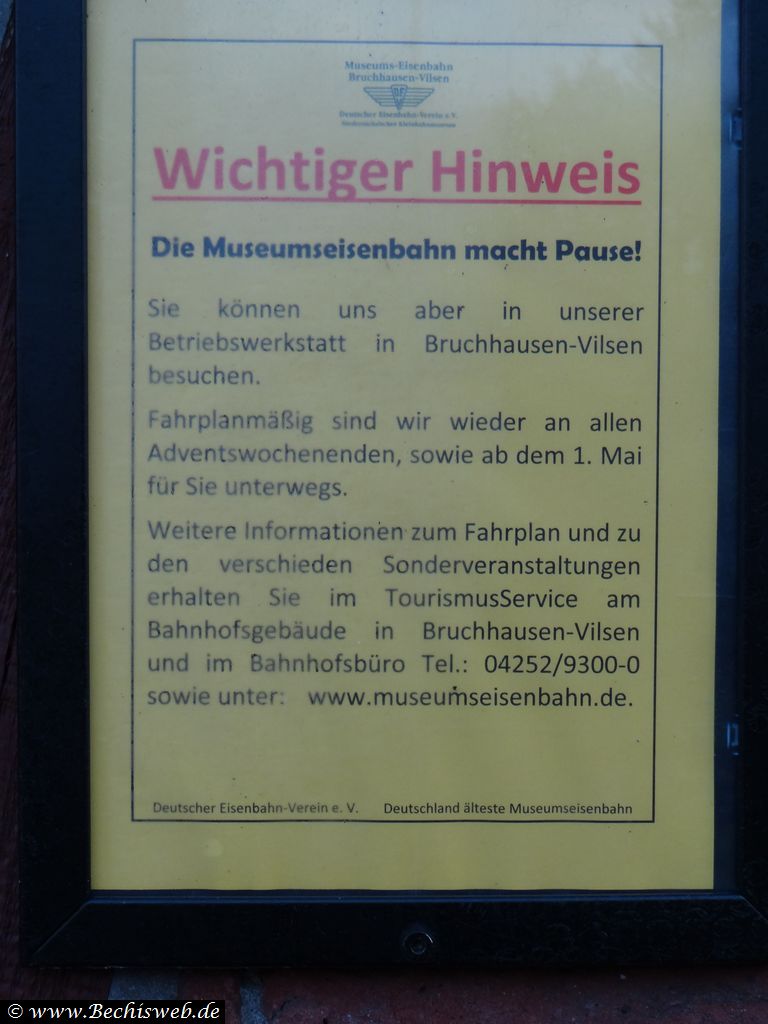 Museums-Eisenbahn
Bruchhausen-Vilsen
Deutscher Eisenbahn-Verein e.V.
Niedersächsisches Kleinbahnmuseum
Wichtiger Hinweis
Die Museumseisenbahn macht Pause!
Sie können uns aber in unserer
Betriebswerkstatt in Bruchhausen-Vilsen
besuchen.
Fahrplanmäßig sind wir wieder an allen
Adventswochenenden, sowie ab dem 1. Mai
für Sie unterwegs.
Weitere Informationen zum Fahrplan und zu
den verschieden Sonderveranstaltungen
erhalten Sie im TourismusService am
Bahnhofsgebäude in Bruchhausen-Vilsen
und im Bahnhofsbüro Tel.: 04252/9300-0
sowie unter: www.museumseisenbahn.de.
Deutscher Eisenbahn-Verein e. V. Deutschland älteste Museumseisenbahn
© www.Bechisweb.de